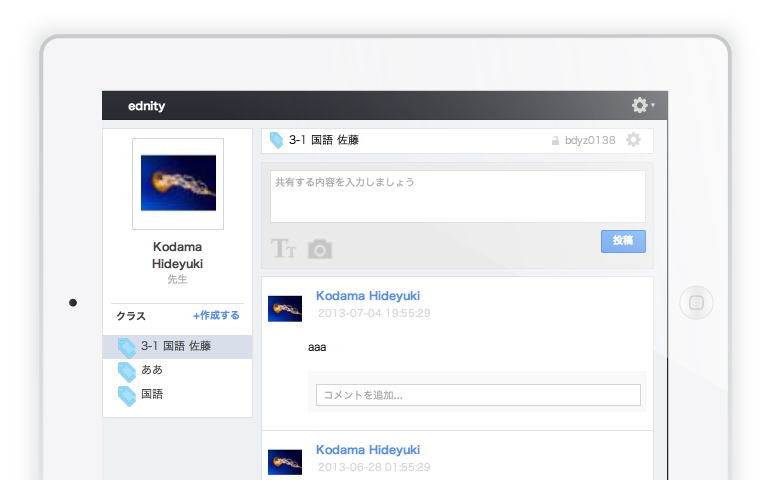 ednity
Kodama
Hideyuki
先生
クラス
+作成する
3-1 国語 佐藤
ああ
国語
3-1 国語 佐藤
bdyz0138
共有する内容を入力しましょう
TT
投稿
Kodama Hideyuki
2013-07-04 19:55:29
aaa
コメントを追加...
Kodama Hideyuki
2013-06-28 01:55:29